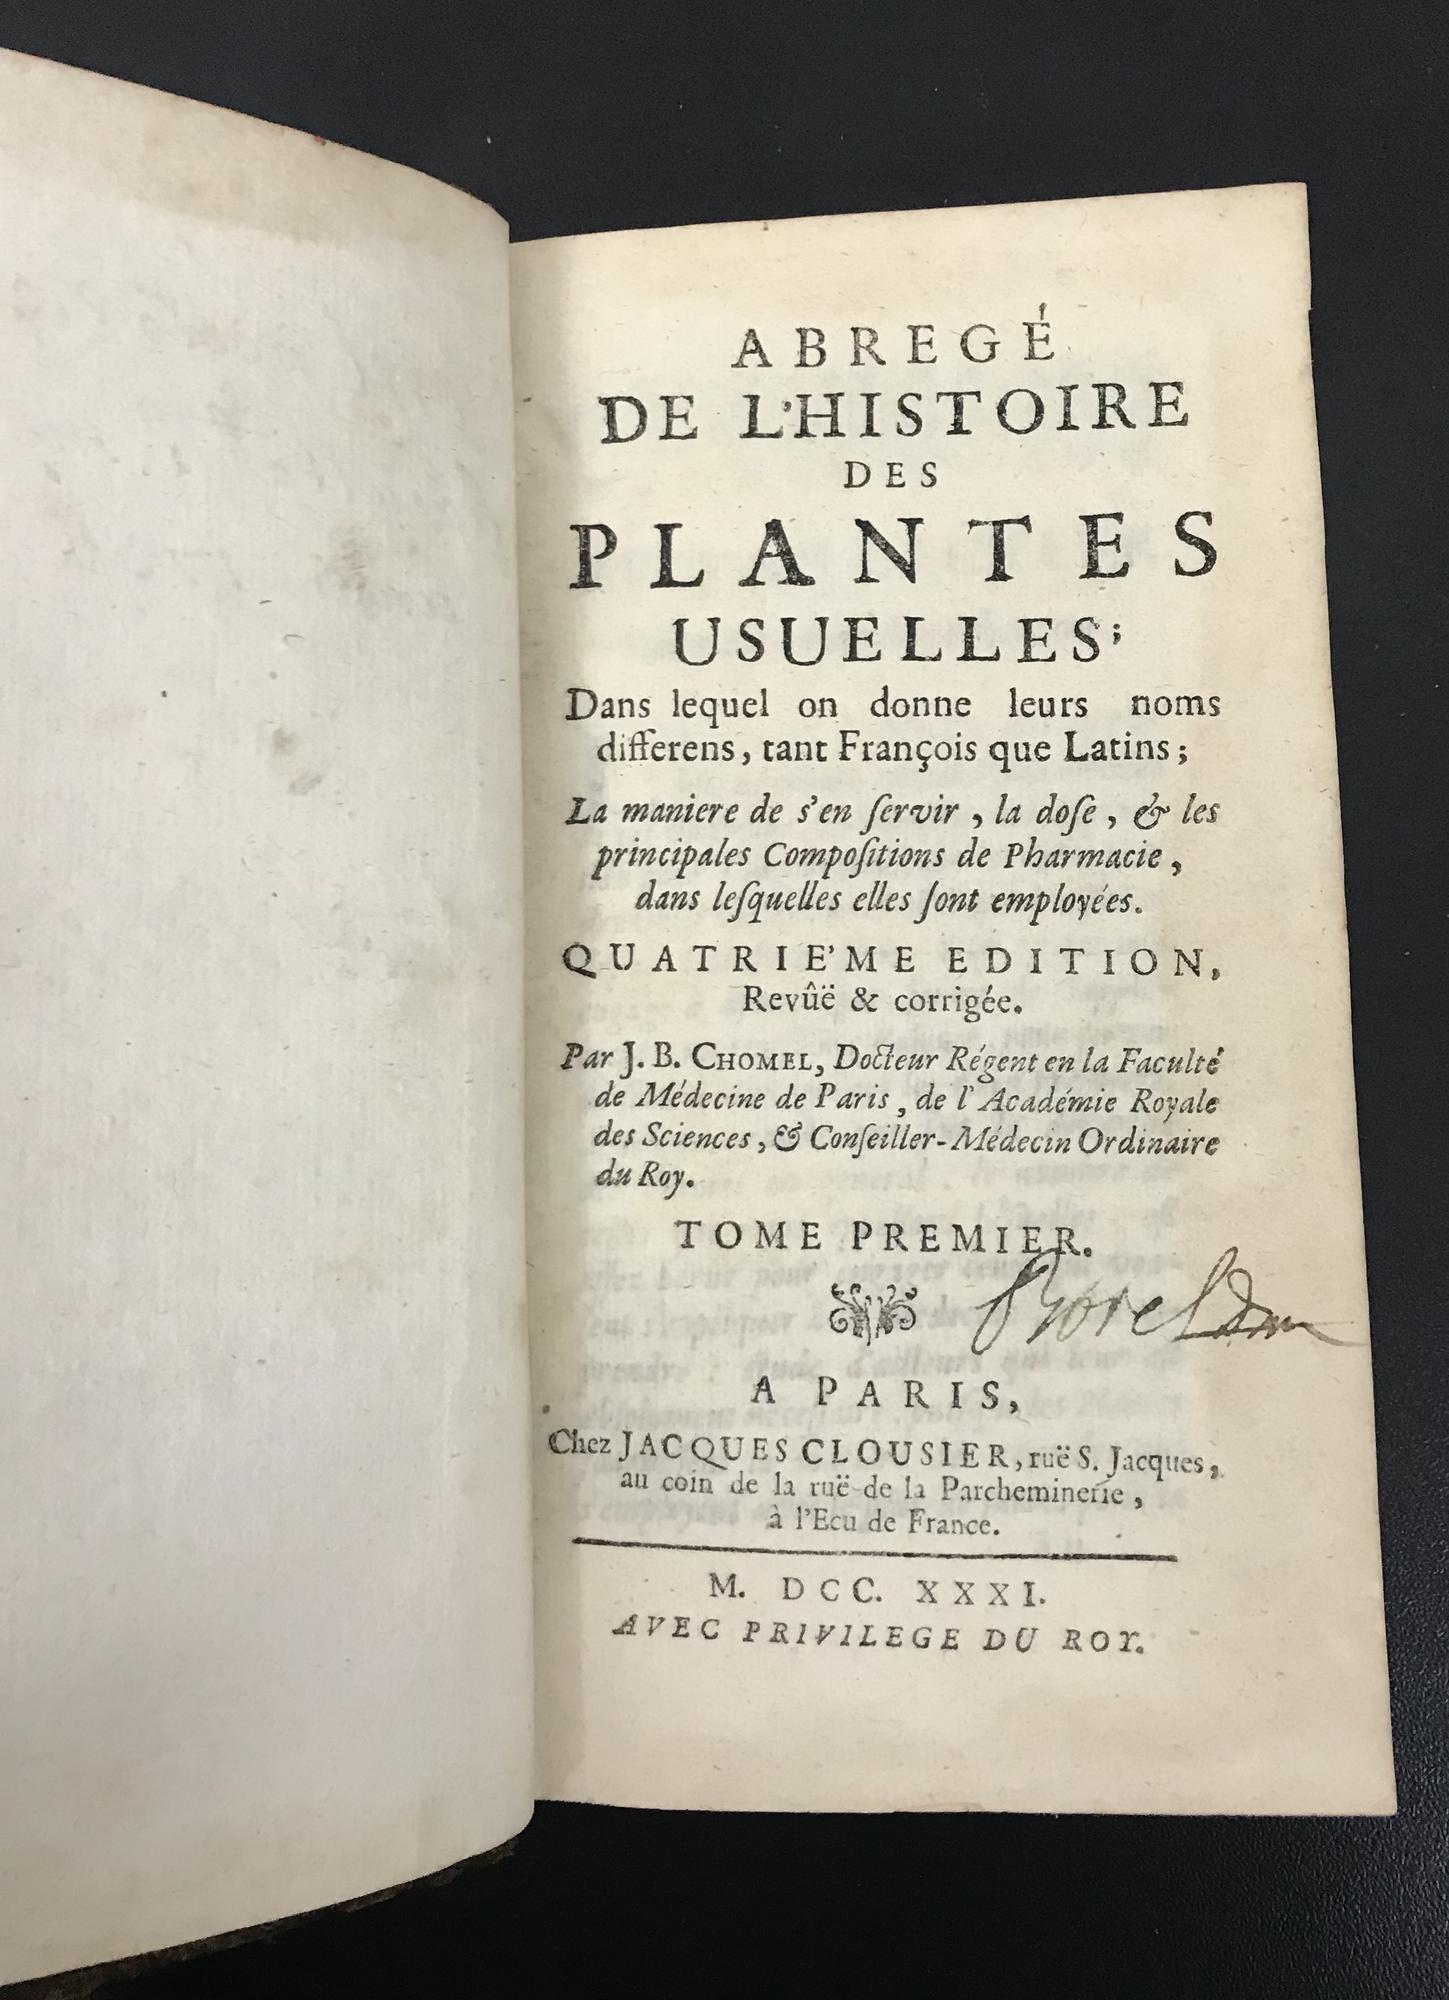 ABREGÉ
DE L'HISTOIRE
DES
PLANTES
USUELLES;
Dans lequel on donne leurs noms
differens, tant François que Latins;
La maniere de s'en ſervir, la doſe, & les
principales Compoſitions de Pharmacie,
dans leſquelles elles ſont employées.
QUATRIE'ME EDITION,
Revûë & corrigée.
Par J. B. CHOMEL, Docteur Régent en la Faculté
de Médecine de Paris, de l'Académie Royale
des Sciences, & Conſeiller-Médecin Ordinaire
du Roy.
TOME PREMIER.
A PARIS,
Chez JACQUES CLOUSIER, ruë S. Jacques,
au coin de la ruë de la Parcheminerie,
à l'Ecu de France.
M. DCC. XXXI.
AVEC PRIVILEGE DU ROY.